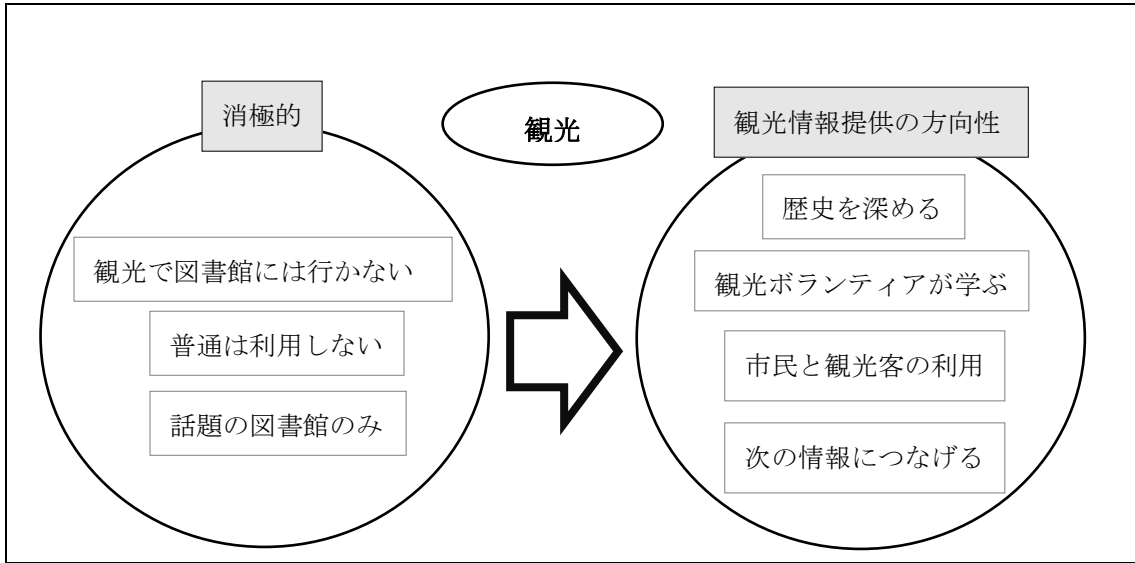 消極的
観光
観光情報提供の方向性
観光で図書館には行かない
普通は利用しない
話題の図書館のみ
歴史を深める
観光ボランティアが学ぶ
市民と観光客の利用
次の情報につなげる